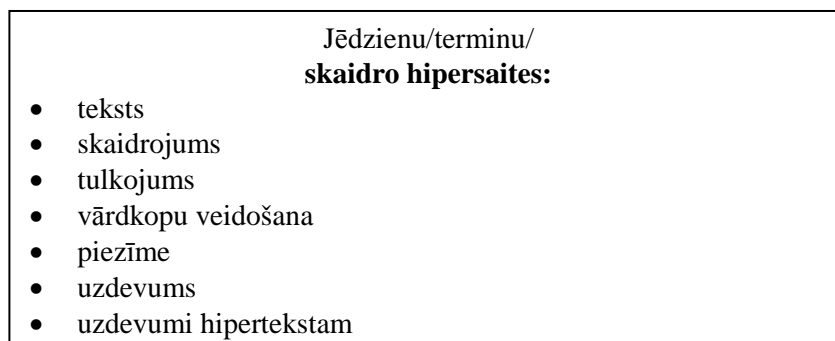 Jēdzienu/terminu/
skaidro hipersaites:
• teksts
• skaidrojums
• tulkojums
• vārdkopu veidošana
• piezīme
• uzdevums
• uzdevumi hipertekstam